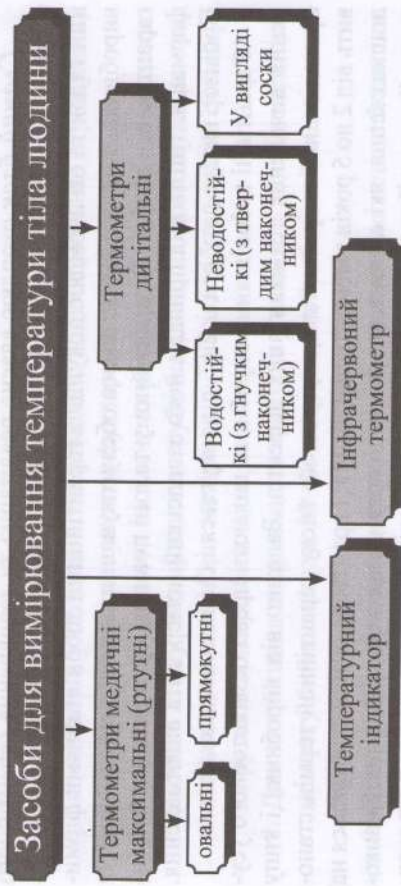 Засоби для вимірювання температури тіла людини
Термометри медичні
максимальні (ртутні)
овальні
прямокутні
Термометри
дигітальні
Водостій-
кі (з гнучким
наконеч-
ником)
Неводостій-
кі (з твер-
дим наконеч-
ником)
У вигляді
соски
Температурний
індикатор
Інфрачервоний
термометр